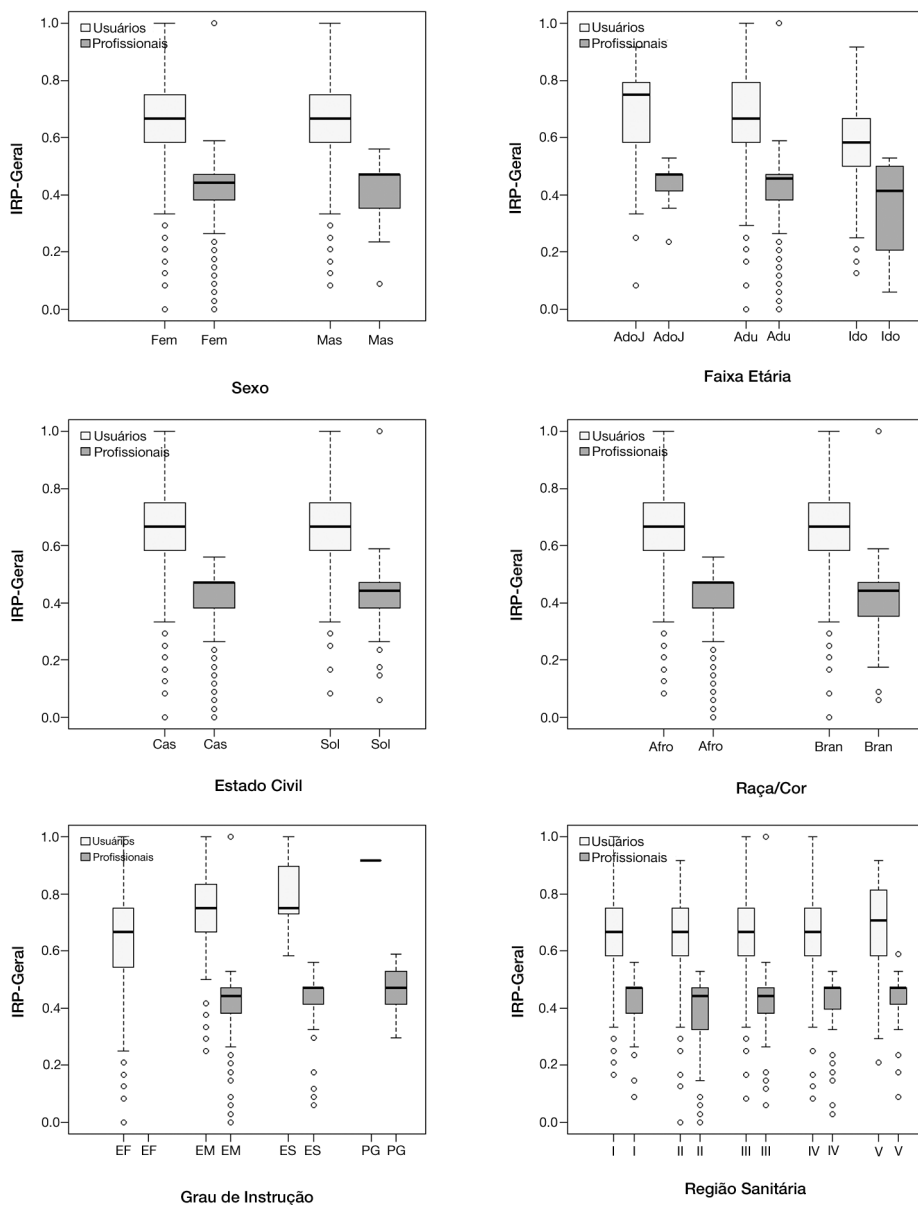 1.0
0.8
0.6
0.4
0.2
0.0
IRP-Geral
Usuários
Profissionais
Fem Fem Mas Mas
Sexo
1.0
0.8
0.6
0.4
0.2
0.0
IRP-Geral
Usuários
Profissionais
AdoJ AdoJ Adu Adu Ido Ido
Faixa Etária
1.0
0.8
0.6
0.4
0.2
0.0
IRP-Geral
Usuários
Profissionais
Cas Cas Sol Sol
Estado Civil
1.0
0.8
0.6
0.4
0.2
0.0
IRP-Geral
Usuários
Profissionais
Afro Afro Bran Bran
Raça/Cor
1.0
0.8
0.6
0.4
0.2
0.0
IRP-Geral
Usuários
Profissionais
EF EF EM EM ES ES PG PG
Grau de Instrução
1.0
0.8
0.6
0.4
0.2
0.0
IRP-Geral
Usuários
Profissionais
I I II II III III IV IV V V
Região Sanitária